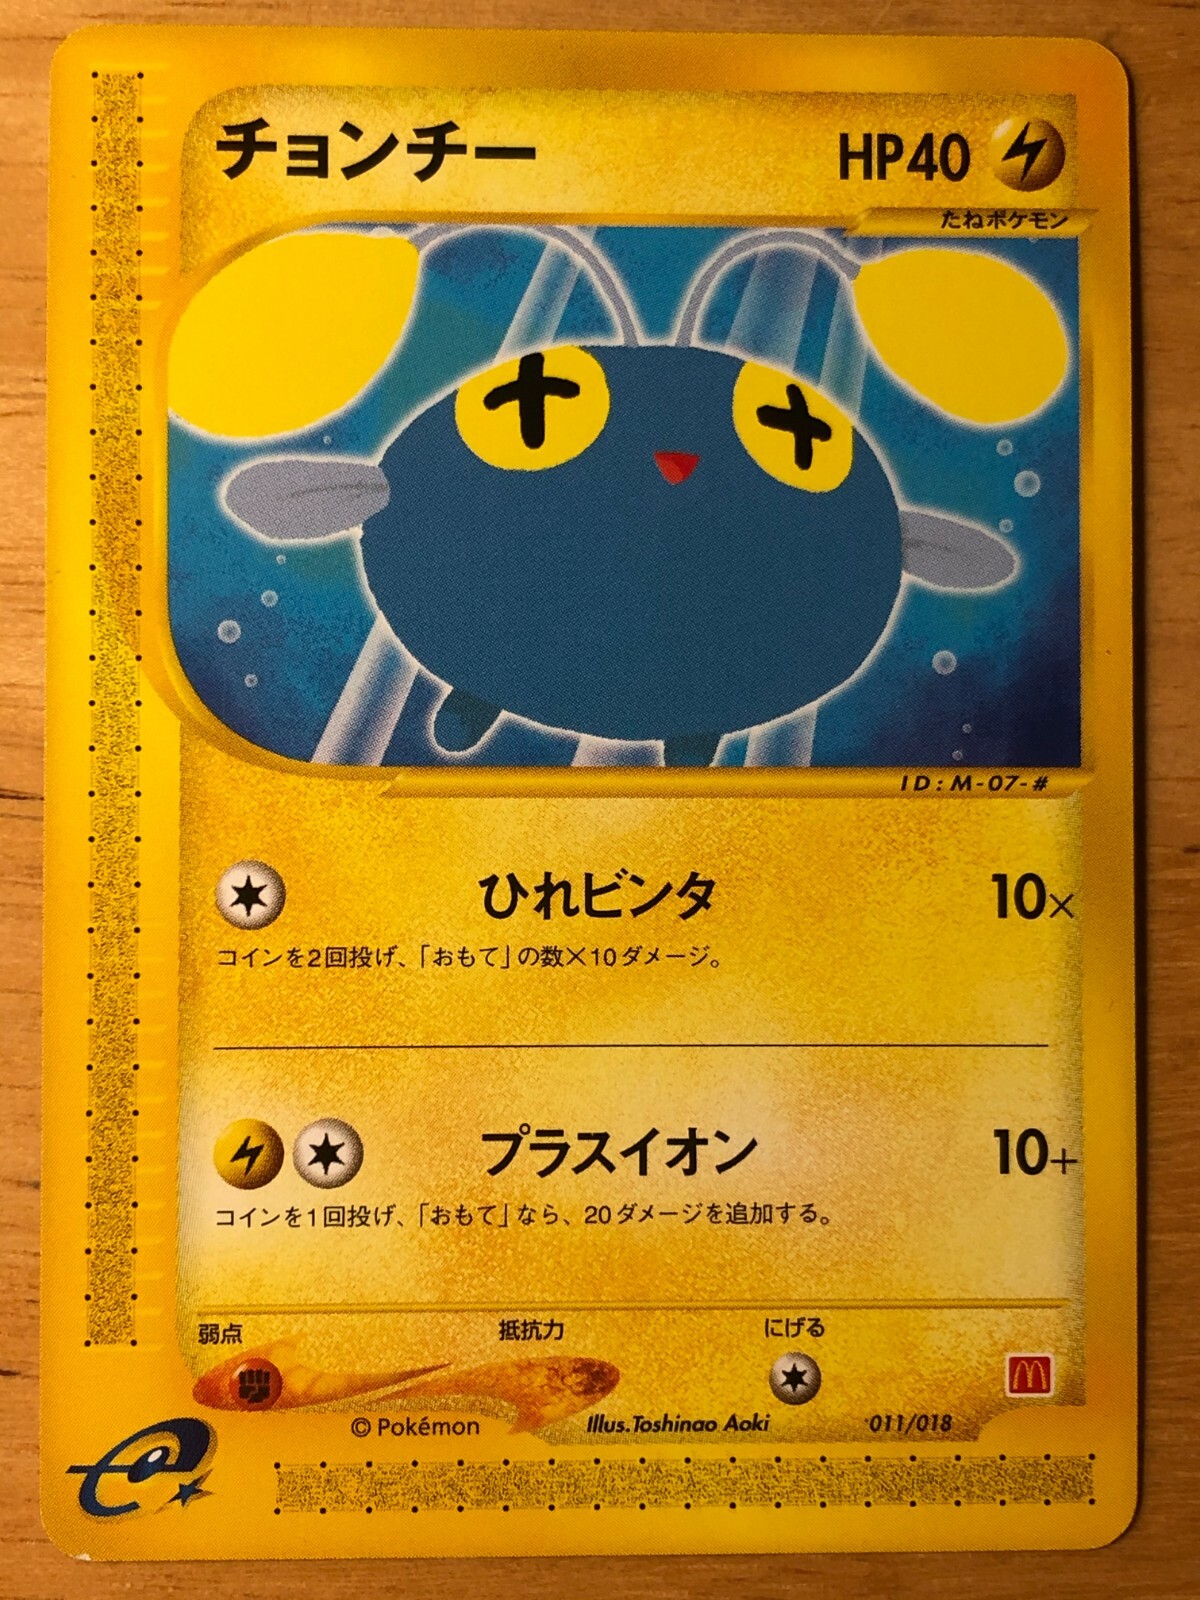 チョンチー HP40
たねポケモン
ID:M-07-#
ひれビンタ 10×
コインを2回投げ、「おもて」の数×10ダメージ。
プラスイオン 10+
コインを1回投げ、「おもて」なら、20ダメージを追加する。
弱点 抵抗力 にげる
© Pokémon Illus.Toshinao Aoki 011/018